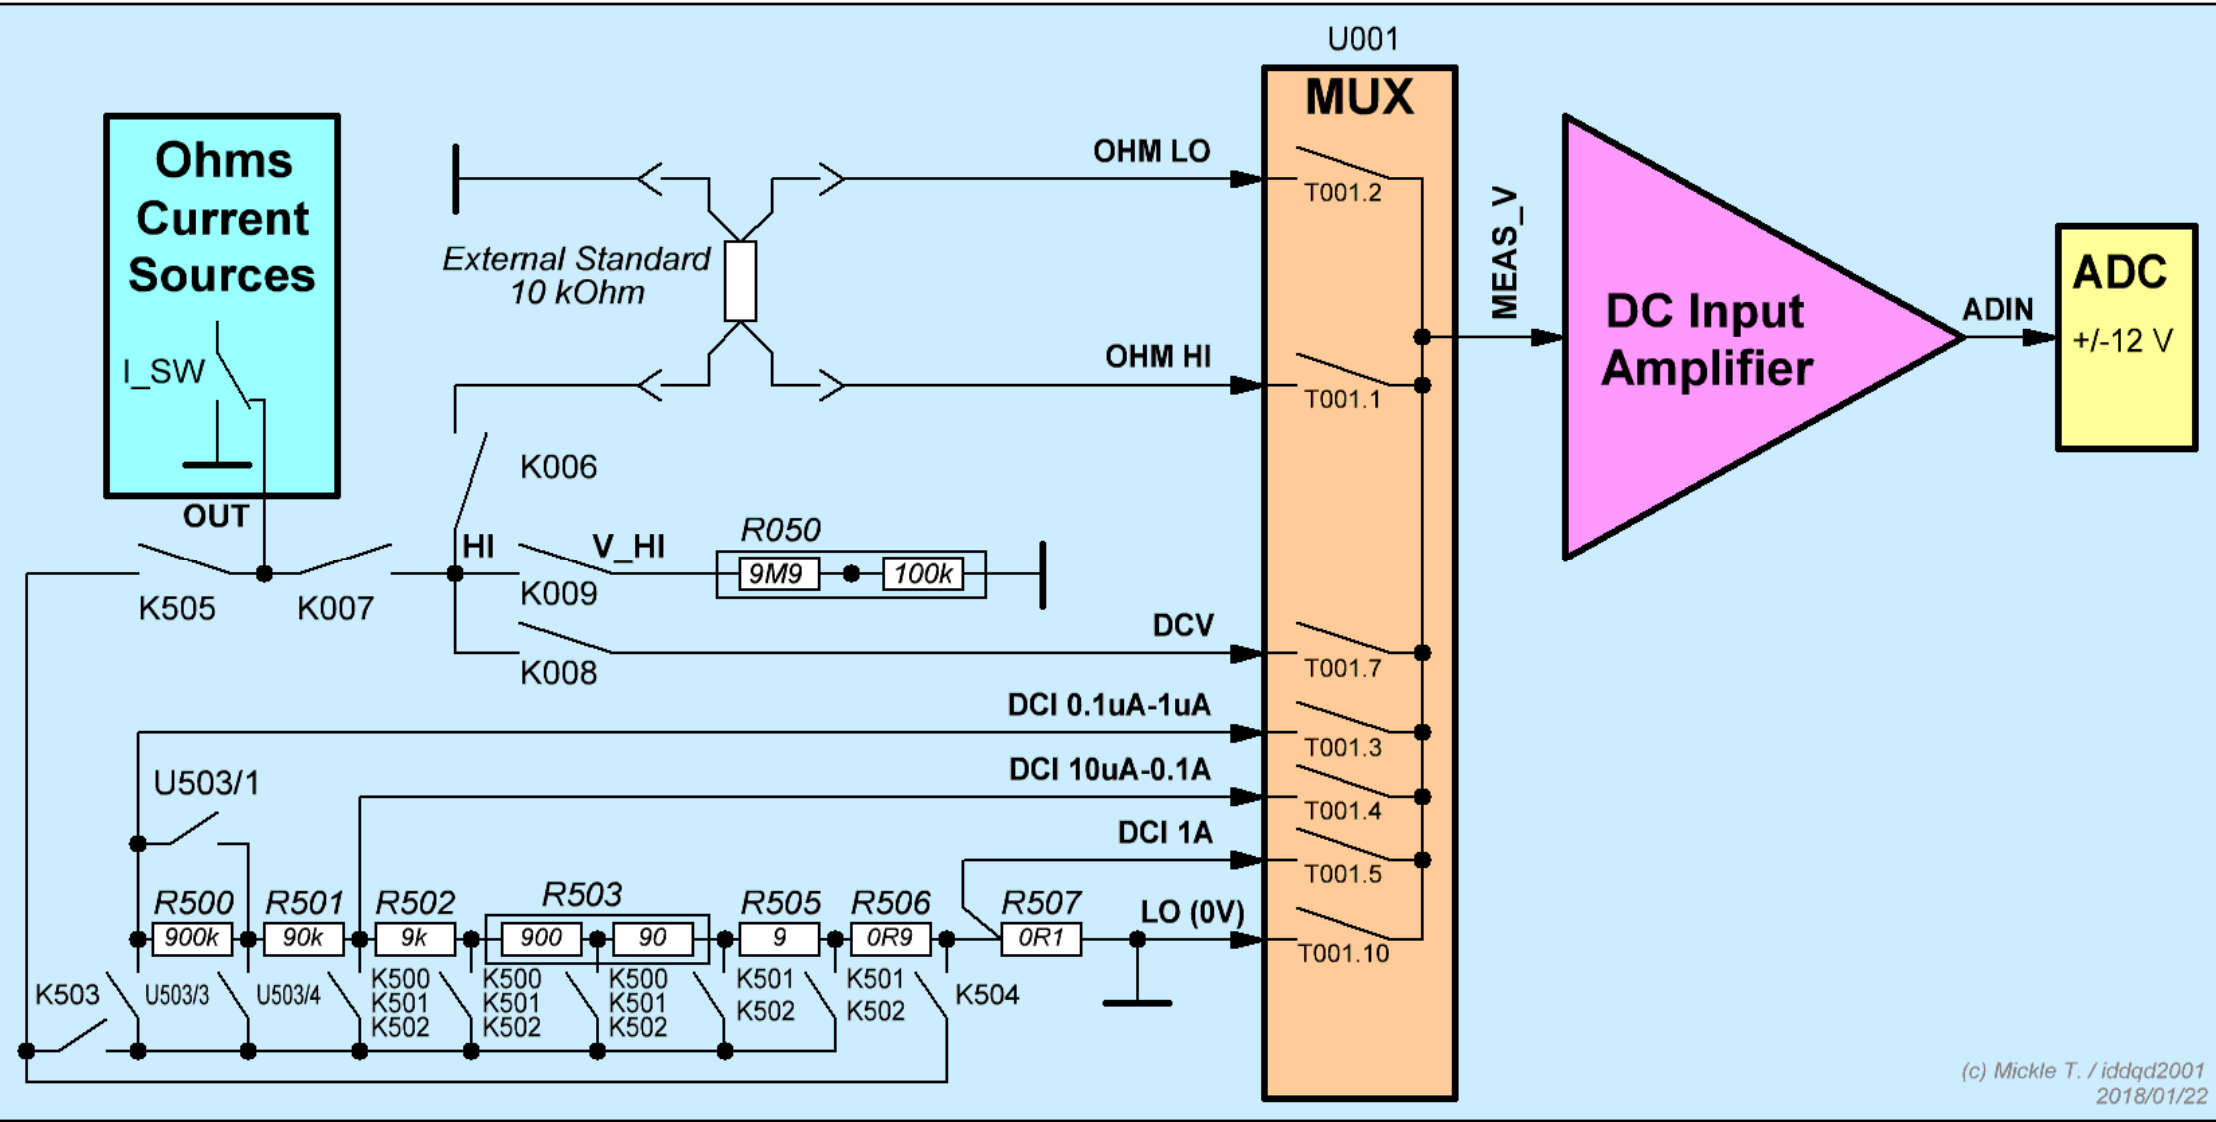 U001
MUX
Ohms
Current
Sources
I_SW
OUT
OHM LO
T001.2
External Standard
10 kOhm
MEAS_V
DC Input
Amplifier
ADIN
ADC
+/-12 V
OHM HI
T001.1
K006
HI
V_HI
R050
9M9
100k
K505
K007
K009
K008
DCV
T001.7
DCI 0.1uA-1uA
T001.3
DCI 10uA-0.1A
T001.4
DCI 1A
T001.5
LO (0V)
T001.10
U503/1
R500
R501
R502
R503
R505
R506
R507
900k
90k
9k
900
90
9
0R9
0R1
K503
U503/3
U503/4
K500
K501
K502
K500
K501
K502
K500
K501
K502
K501
K502
K501
K502
K504
(c) Mickle T. / iddqd2001
2018/01/22